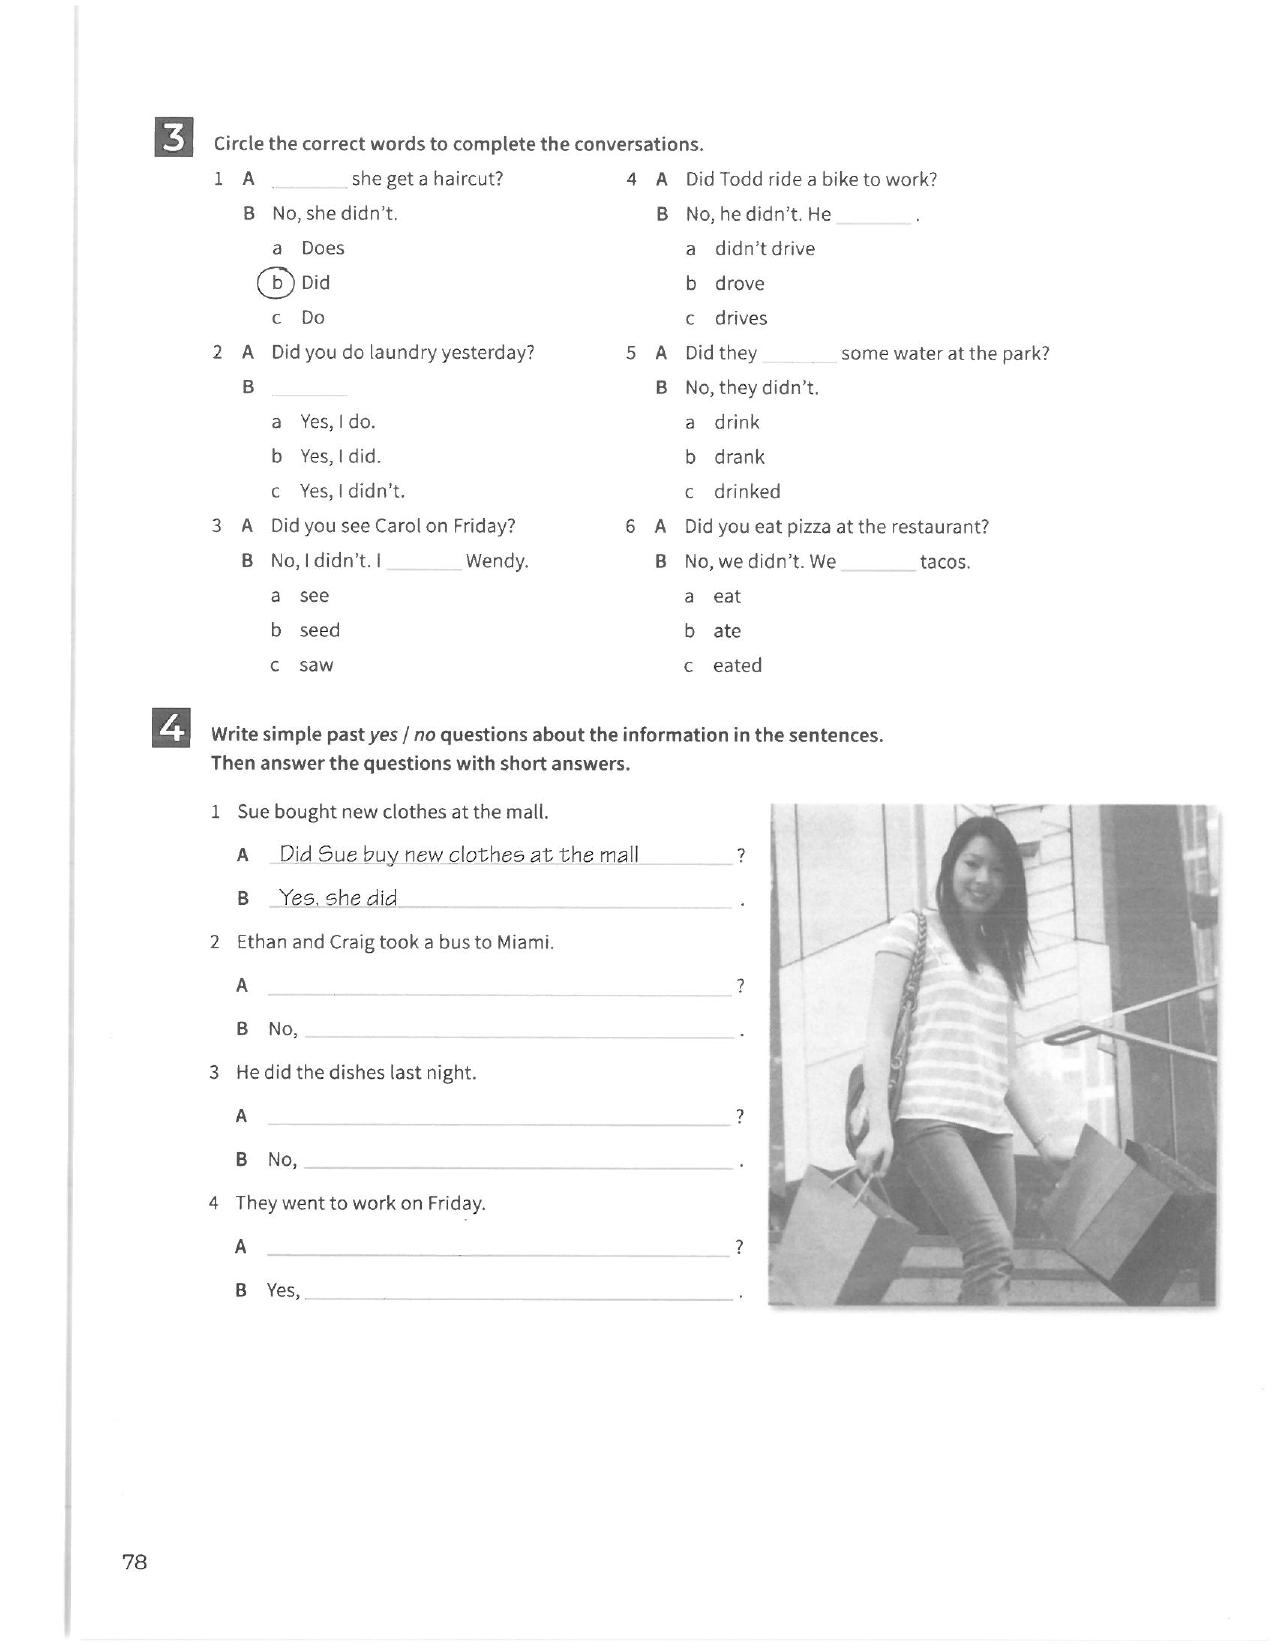 3 Circle the correct words to complete the conversations.
1 A ______ she get a haircut?
B No, she didn't.
a Does
b Did
c Do
2 A Did you do laundry yesterday?
B ______
a Yes, I do.
b Yes, I did.
c Yes, I didn't.
3 A Did you see Carol on Friday?
B No, I didn't. I ______ Wendy.
a see
b seed
c saw
4 A Did Todd ride a bike to work?
B No, he didn't. He ______ .
a didn't drive
b drove
c drives
5 A Did they ______ some water at the park?
B No, they didn't.
a drink
b drank
c drinked
6 A Did you eat pizza at the restaurant?
B No, we didn't. We ______ tacos.
a eat
b ate
c eated
4 Write simple past yes / no questions about the information in the sentences.
Then answer the questions with short answers.
1 Sue bought new clothes at the mall.
A Did Sue buy new clothes at the mall ?
B Yes, she did .
2 Ethan and Craig took a bus to Miami.
A ______ ?
B No, ______ .
3 He did the dishes last night.
A ______ ?
B No, ______ .
4 They went to work on Friday.
A ______ ?
B Yes, ______ .
78